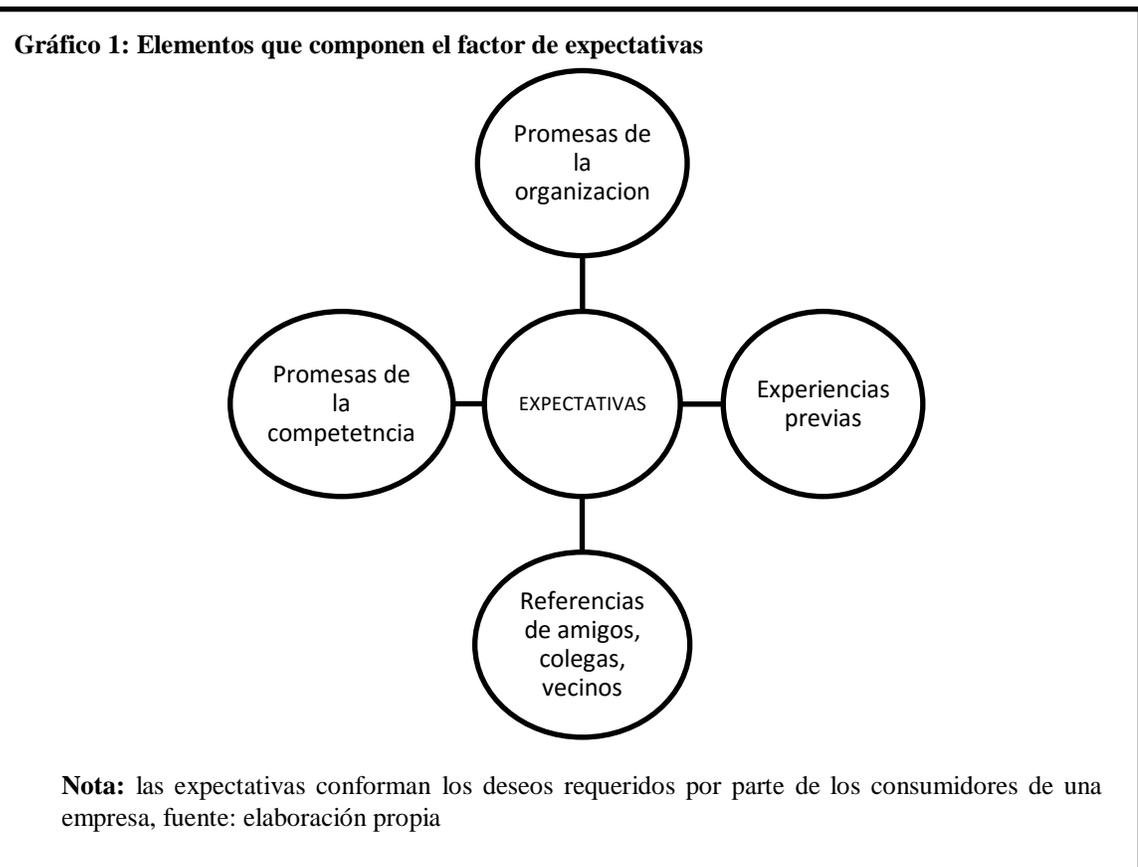 Gráfico 1: Elementos que componen el factor de expectativas
Promesas de
la
organizacion
Promesas de
la
competetncia
EXPECTATIVAS
Experiencias
previas
Referencias
de amigos,
colegas,
vecinos
Nota: las expectativas conforman los deseos requeridos por parte de los consumidores de una
empresa, fuente: elaboración propia